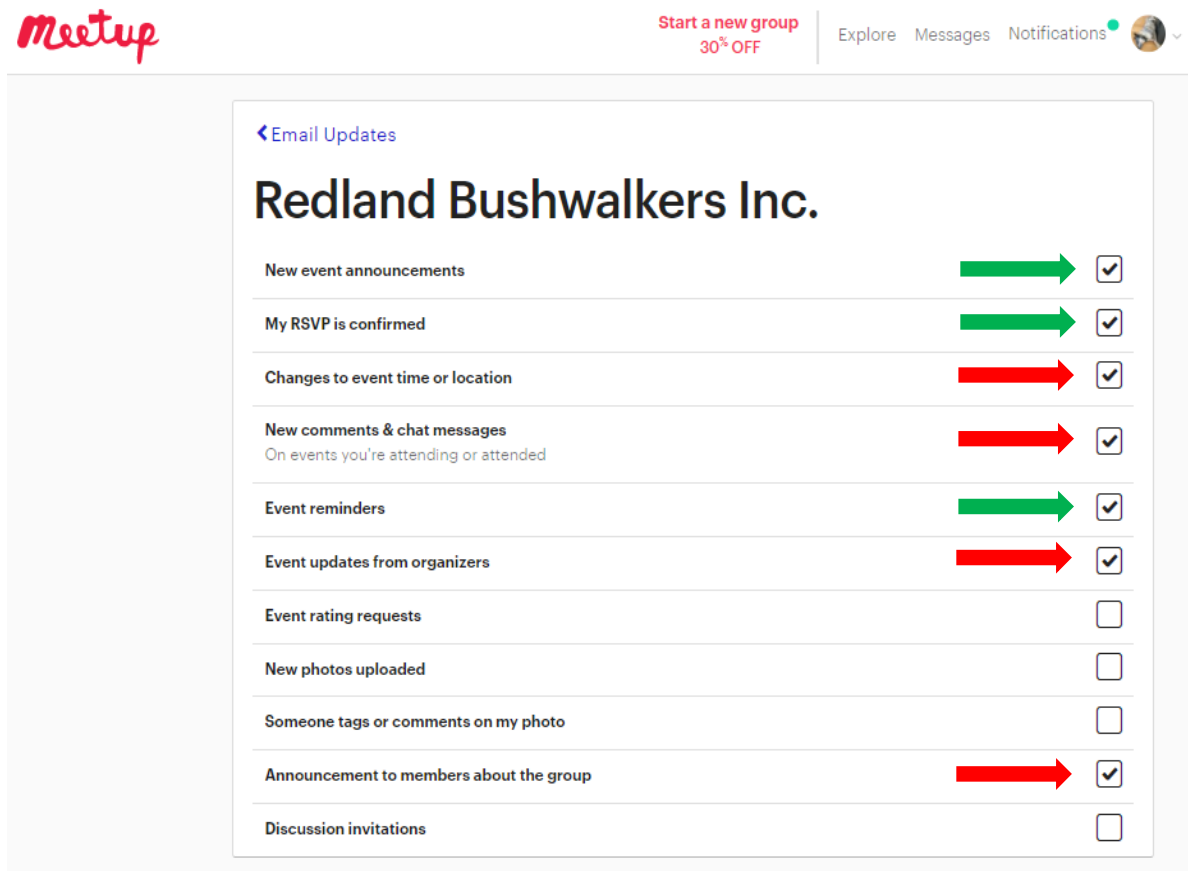 Meetup
Start a new group
30% OFF
Explore Messages Notifications
Email Updates
Redland Bushwalkers Inc.
New event announcements
My RSVP is confirmed
Changes to event time or location
New comments & chat messages
On events you're attending or attended
Event reminders
Event updates from organizers
Event rating requests
New photos uploaded
Someone tags or comments on my photo
Announcement to members about the group
Discussion invitations